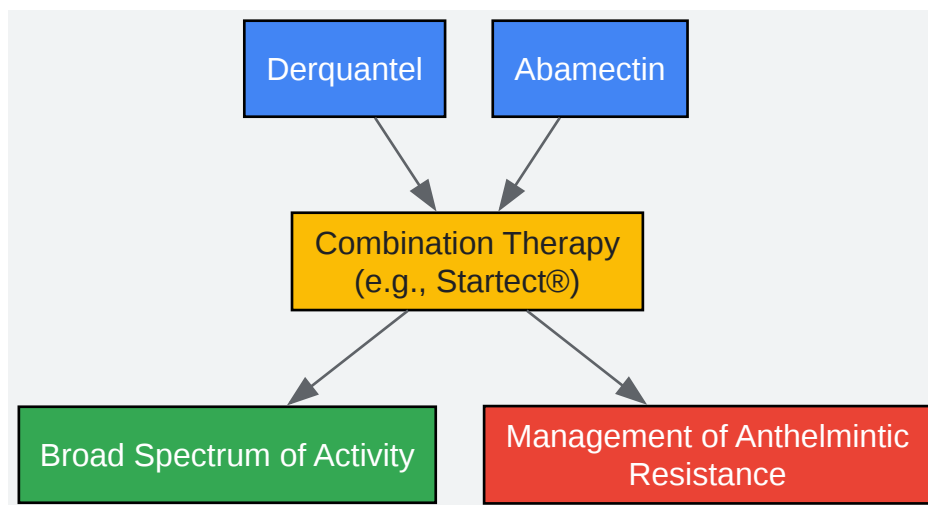 Derquantel
Abamectin
Combination Therapy
(e.g., Startect®)
Broad Spectrum of Activity
Management of Anthelmintic
Resistance